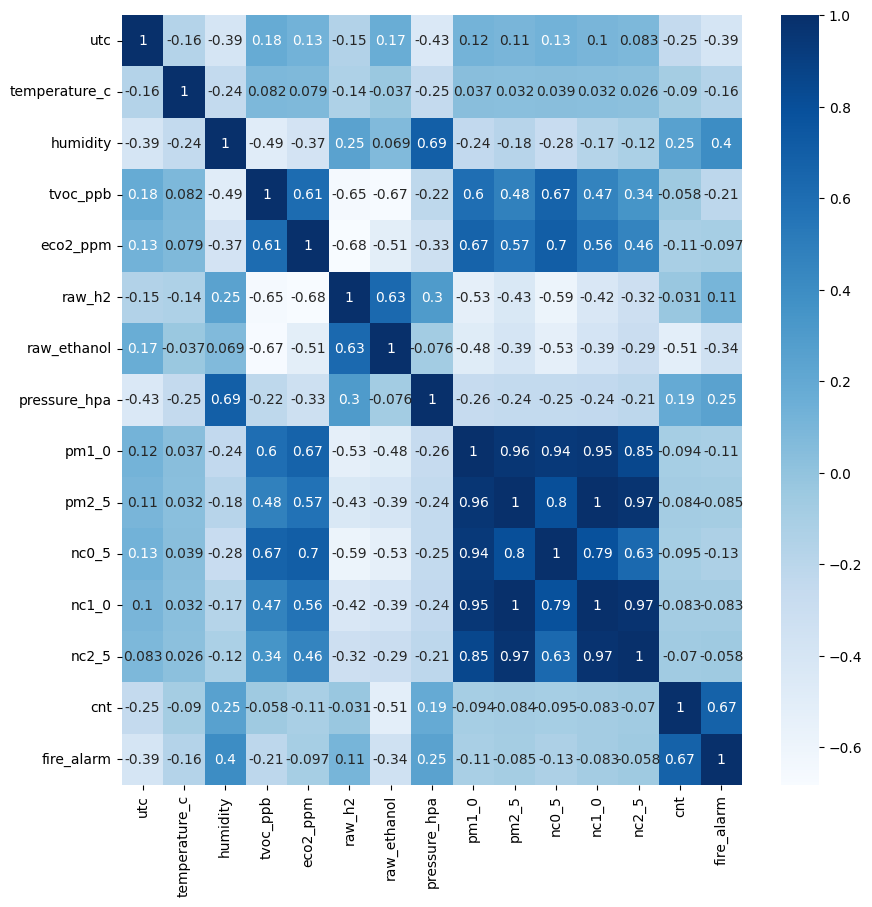 utc 1 -0.16 -0.39 0.18 0.13 -0.15 0.17 -0.43 0.12 0.11 0.13 0.1 0.083 -0.25 -0.39
temperature_c -0.16 1 -0.24 0.082 0.079 -0.14 -0.037 -0.25 0.037 0.032 0.039 0.032 0.026 -0.09 -0.16
humidity -0.39 -0.24 1 -0.49 -0.37 0.25 0.069 0.69 -0.24 -0.18 -0.28 -0.17 -0.12 0.25 0.4
tvoc_ppb 0.18 0.082 -0.49 1 0.61 -0.65 -0.67 -0.22 0.6 0.48 0.67 0.47 0.34 -0.058 -0.21
eco2_ppm 0.13 0.079 -0.37 0.61 1 -0.68 -0.51 -0.33 0.67 0.57 0.7 0.56 0.46 -0.11 -0.097
raw_h2 -0.15 -0.14 0.25 -0.65 -0.68 1 0.63 0.3 -0.53 -0.43 -0.59 -0.42 -0.32 -0.031 0.11
raw_ethanol 0.17 -0.037 0.069 -0.67 -0.51 0.63 1 -0.076 -0.48 -0.39 -0.53 -0.39 -0.29 -0.51 -0.34
pressure_hpa -0.43 -0.25 0.69 -0.22 -0.33 0.3 -0.076 1 -0.26 -0.24 -0.25 -0.24 -0.21 0.19 0.25
pm1_0 0.12 0.037 -0.24 0.6 0.67 -0.53 -0.48 -0.26 1 0.96 0.94 0.95 0.85 -0.094 -0.11
pm2_5 0.11 0.032 -0.18 0.48 0.57 -0.43 -0.39 -0.24 0.96 1 0.8 1 0.97 -0.084 -0.085
nc0_5 0.13 0.039 -0.28 0.67 0.7 -0.59 -0.53 -0.25 0.94 0.8 1 0.79 0.63 -0.095 -0.13
nc1_0 0.1 0.032 -0.17 0.47 0.56 -0.42 -0.39 -0.24 0.95 1 0.79 1 0.97 -0.083 -0.083
nc2_5 0.083 0.026 -0.12 0.34 0.46 -0.32 -0.29 -0.21 0.85 0.97 0.63 0.97 1 -0.07 -0.058
cnt -0.25 -0.09 0.25 -0.058 -0.11 -0.031 -0.51 0.19 -0.094 -0.084 -0.095 -0.083 -0.07 1 0.67
fire_alarm -0.39 -0.16 0.4 -0.21 -0.097 0.11 -0.34 0.25 -0.11 -0.085 -0.13 -0.083 -0.058 0.67 1
utc temperature_c humidity tvoc_ppb eco2_ppm raw_h2 raw_ethanol pressure_hpa pm1_0 pm2_5 nc0_5 nc1_0 nc2_5 cnt fire_alarm
1.0
0.8
0.6
0.4
0.2
0.0
−0.2
−0.4
−0.6